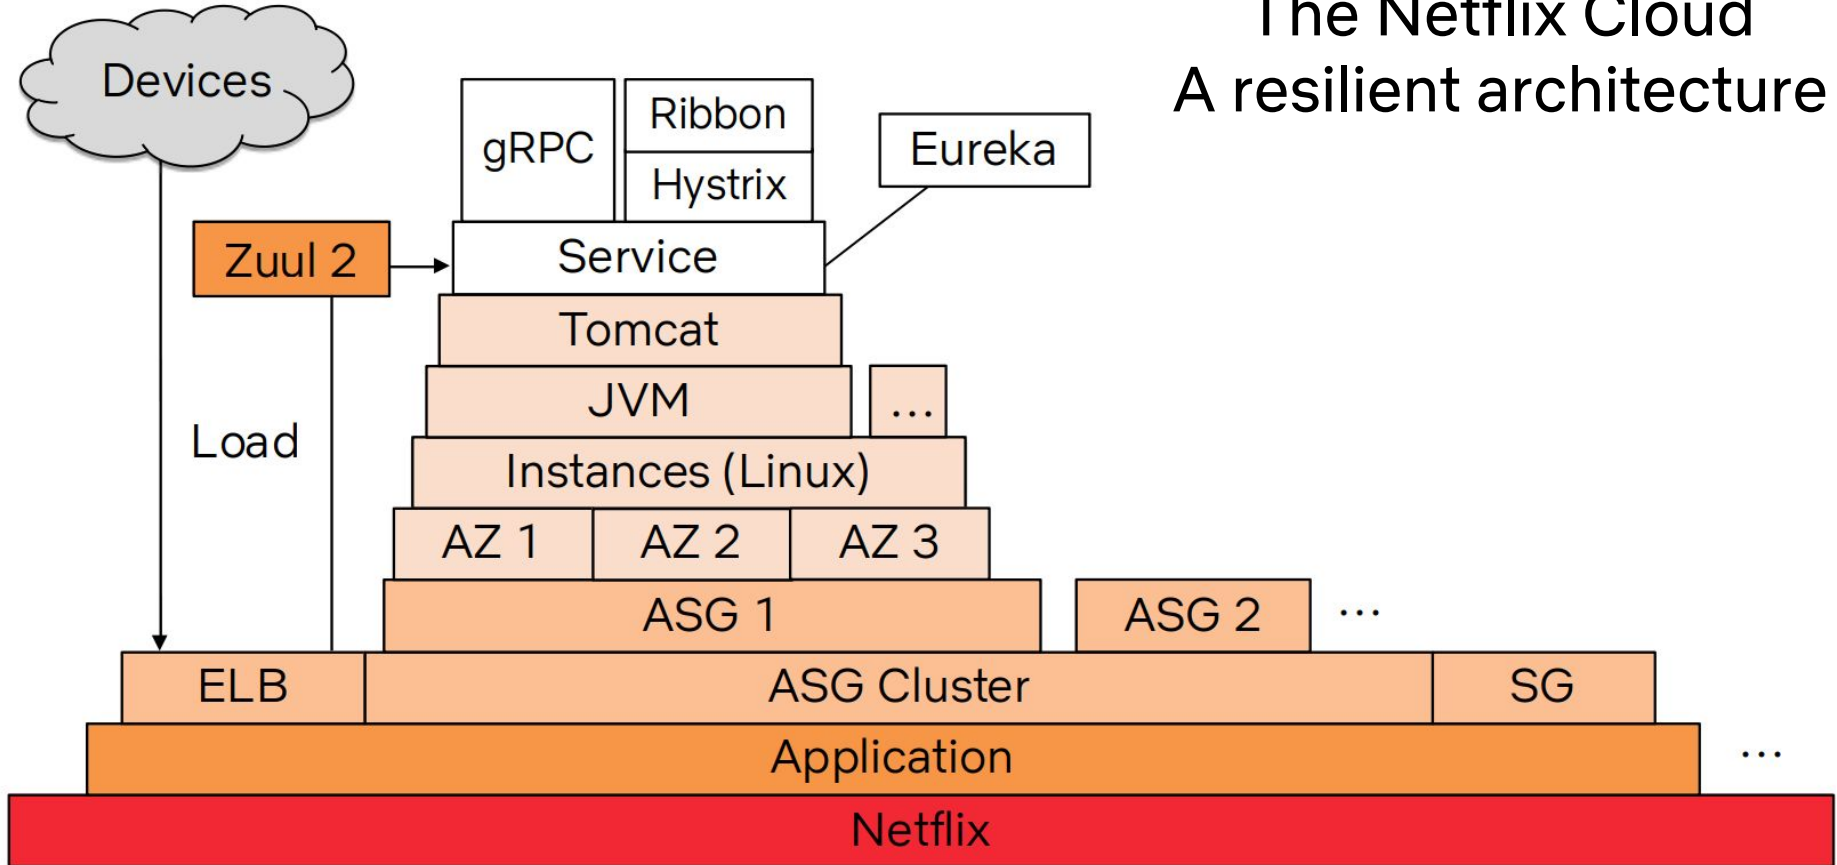 The Netflix Cloud
A resilient architecture
Devices
gRPC
Ribbon
Hystrix
Eureka
Zuul 2
Service
Tomcat
JVM
...
Load
Instances (Linux)
AZ 1
AZ 2
AZ 3
ASG 1
ASG 2
...
ELB
ASG Cluster
SG
Application
...
Netflix